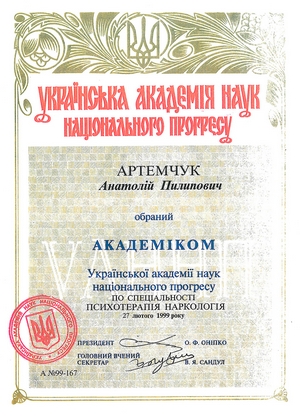 УКРАЇНСЬКА АКАДЕМІЯ НАУК
НАЦІОНАЛЬНОГО ПРОГРЕСУ
АРТЕМЧУК
Анатолій Пилипович
обраний
АКАДЕМІКОМ
Української академії наук
національного прогресу
ПО СПЕЦІАЛЬНОСТІ
ПСИХОТЕРАПІЯ НАРКОЛОГІЯ
27 лютого 1999 року
ПРЕЗИДЕНТ О. Ф. ОНІПКО
ГОЛОВНИЙ ВЧЕНИЙ
СЕКРЕТАР В. Я. САНДУЛ
А №99-167